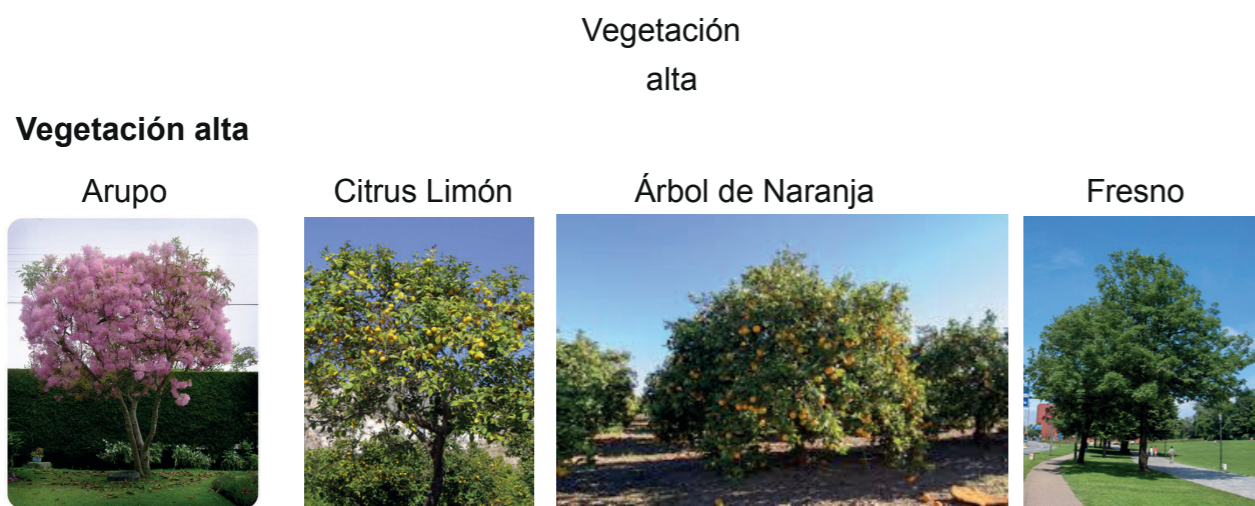 Vegetación
alta
Vegetación alta
Arupo
Citrus Limón
Árbol de Naranja
Fresno